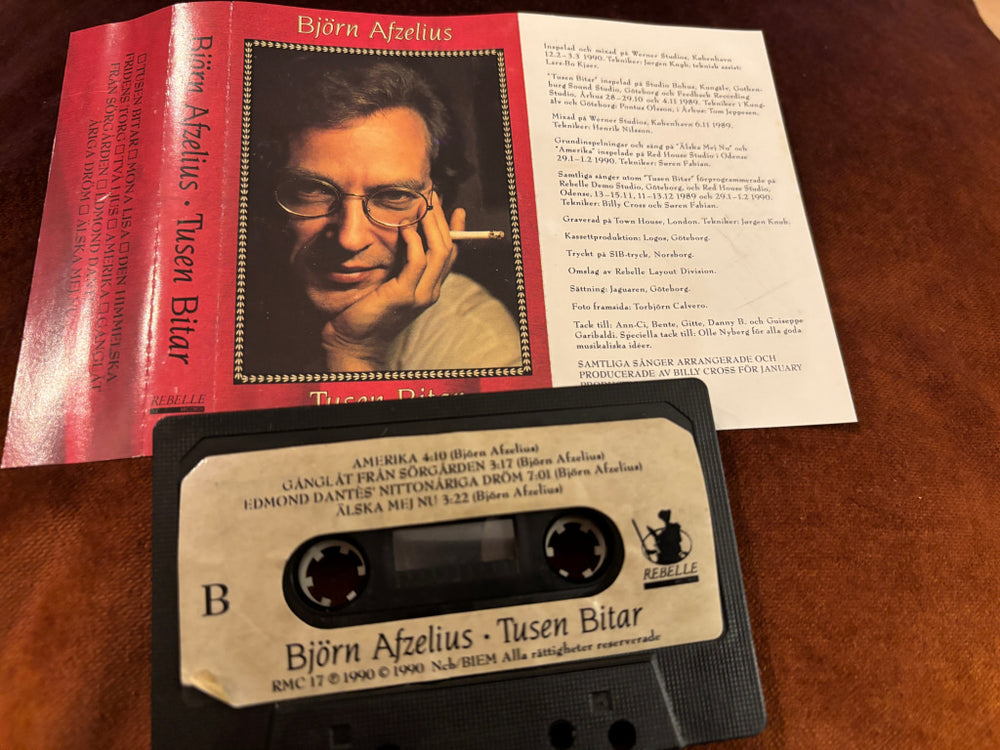 Björn Afzelius
Tusen Bitar
Björn Afzelius · Tusen Bitar
REBELLE
□ TUSEN BITAR □ MONA LISA □ DEN HIMMELSKA
FRIDENS TORG □ TVÅ LJUS □ AMERIKA □ GÅNGLÅT
FRÅN SÖRGÅRDEN □ EDMOND DANTÈS'
ÅRIGA DRÖM □ ÄLSKA MEJ
Inspelad och mixad på Werner Studios, København
12.2–3.3 1990. Tekniker: Jørgen Knub, teknisk assist:
Lars-Bo Kjær.
"Tusen Bitar" inspelad på Studio Bohus, Kungälv, Gothen-
burg Sound Studio, Göteborg och Feedback Recording
Studio, Århus 28–29.10 och 4.11 1989. Tekniker i Kung-
älv och Göteborg: Pontus Olsson, i Århus: Tom Jeppesen.
Mixad på Werner Studios, København 6.11 1989.
Tekniker: Henrik Nilsson.
Grundinspelningar och sång på "Älska Mej Nu" och
"Amerika" inspelade på Red House Studio i Odense
29.1–1.2 1990. Tekniker: Søren Fabian.
Samtliga sånger utom "Tusen Bitar" förprogrammerade på
Rebelle Demo Studio, Göteborg, och Red House Studio,
Odense, 13–15.11, 11–13.12 1989 och 29.1–1.2 1990.
Tekniker: Billy Cross och Søren Fabian.
Graverad på Town House, London. Tekniker: Jørgen Knub.
Kassettproduktion: Logos, Göteborg.
Tryckt på SIB-tryck, Norsborg.
Omslag av Rebelle Layout Division.
Sättning: Jaguaren, Göteborg.
Foto framsida: Torbjörn Calvero.
Tack till: Ann-Ci, Bente, Gitte, Danny B. och Guiseppe
Garibaldi. Speciella tack till: Olle Nyberg för alla goda
musikaliska idéer.
SAMTLIGA SÅNGER ARRANGERADE OCH
PRODUCERADE AV BILLY CROSS FÖR JANUARY
AMERIKA 4:10 (Björn Afzelius)
GÅNGLÅT FRÅN SÖRGÅRDEN 3:17 (Björn Afzelius)
EDMOND DANTÈS' NITTONÅRIGA DRÖM 7:01 (Björn Afzelius)
ÄLSKA MEJ NU 3:22 (Björn Afzelius)
B
REBELLE
Björn Afzelius · Tusen Bitar
RMC 17 ℗ 1990 © 1990 Ncb/BIEM Alla rättigheter reserverade